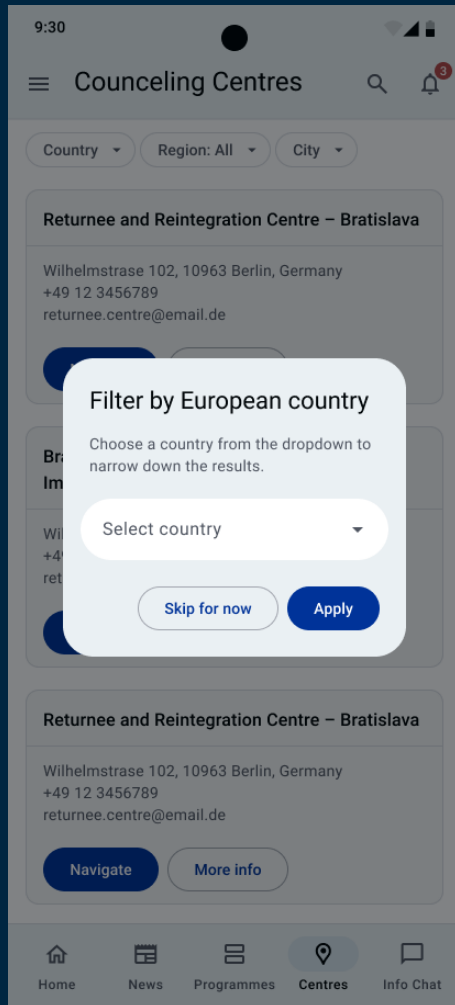 9:30
Counceling Centres
3
Country
Region: All
City
Returnee and Reintegration Centre – Bratislava
Wilhelmstrase 102, 10963 Berlin, Germany
+49 12 3456789
returnee.centre@email.de
Filter by European country
Choose a country from the dropdown to
narrow down the results.
Select country
Skip for now
Apply
Returnee and Reintegration Centre – Bratislava
Wilhelmstrase 102, 10963 Berlin, Germany
+49 12 3456789
returnee.centre@email.de
Navigate
More info
Home
News
Programmes
Centres
Info Chat